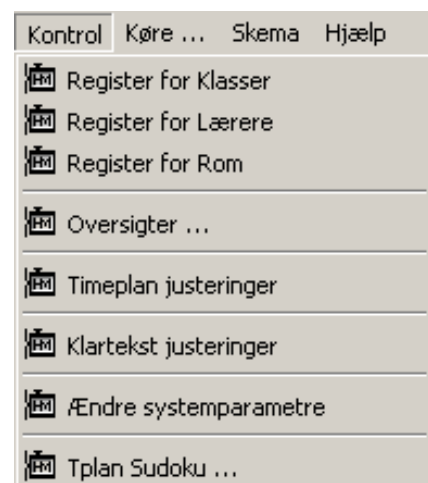 Kontrol Køre ... Skema Hjælp
Register for Klasser
Register for Lærere
Register for Rom
Oversigter ...
Timeplan justeringer
Klartekst justeringer
Ændre systemparametre
Tplan Sudoku ...